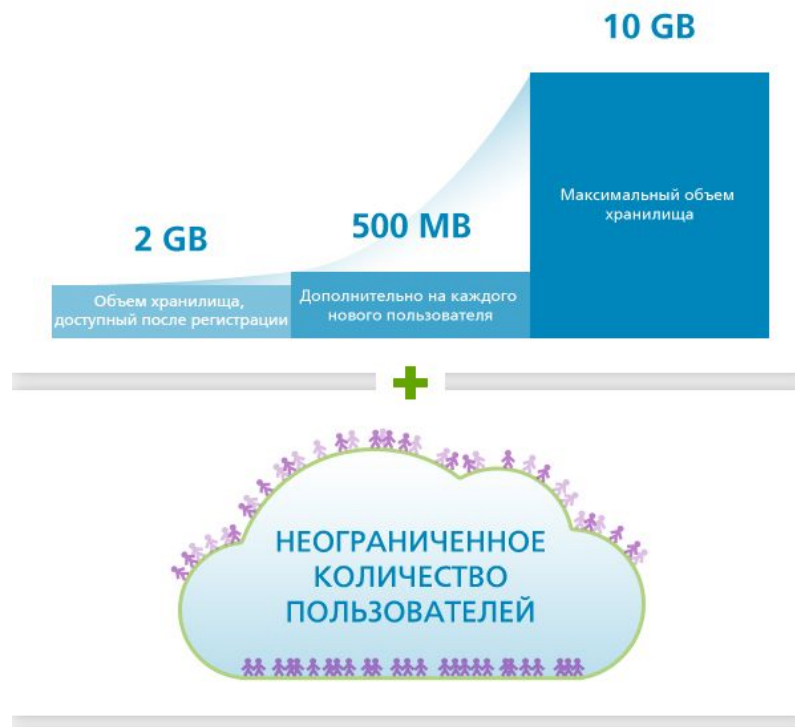 10 GB
2 GB
500 MB
Максимальный объем
хранилища
Объем хранилища,
доступный после регистрации
Дополнительно на каждого
нового пользователя
НЕОГРАНИЧЕННОЕ
КОЛИЧЕСТВО
ПОЛЬЗОВАТЕЛЕЙ